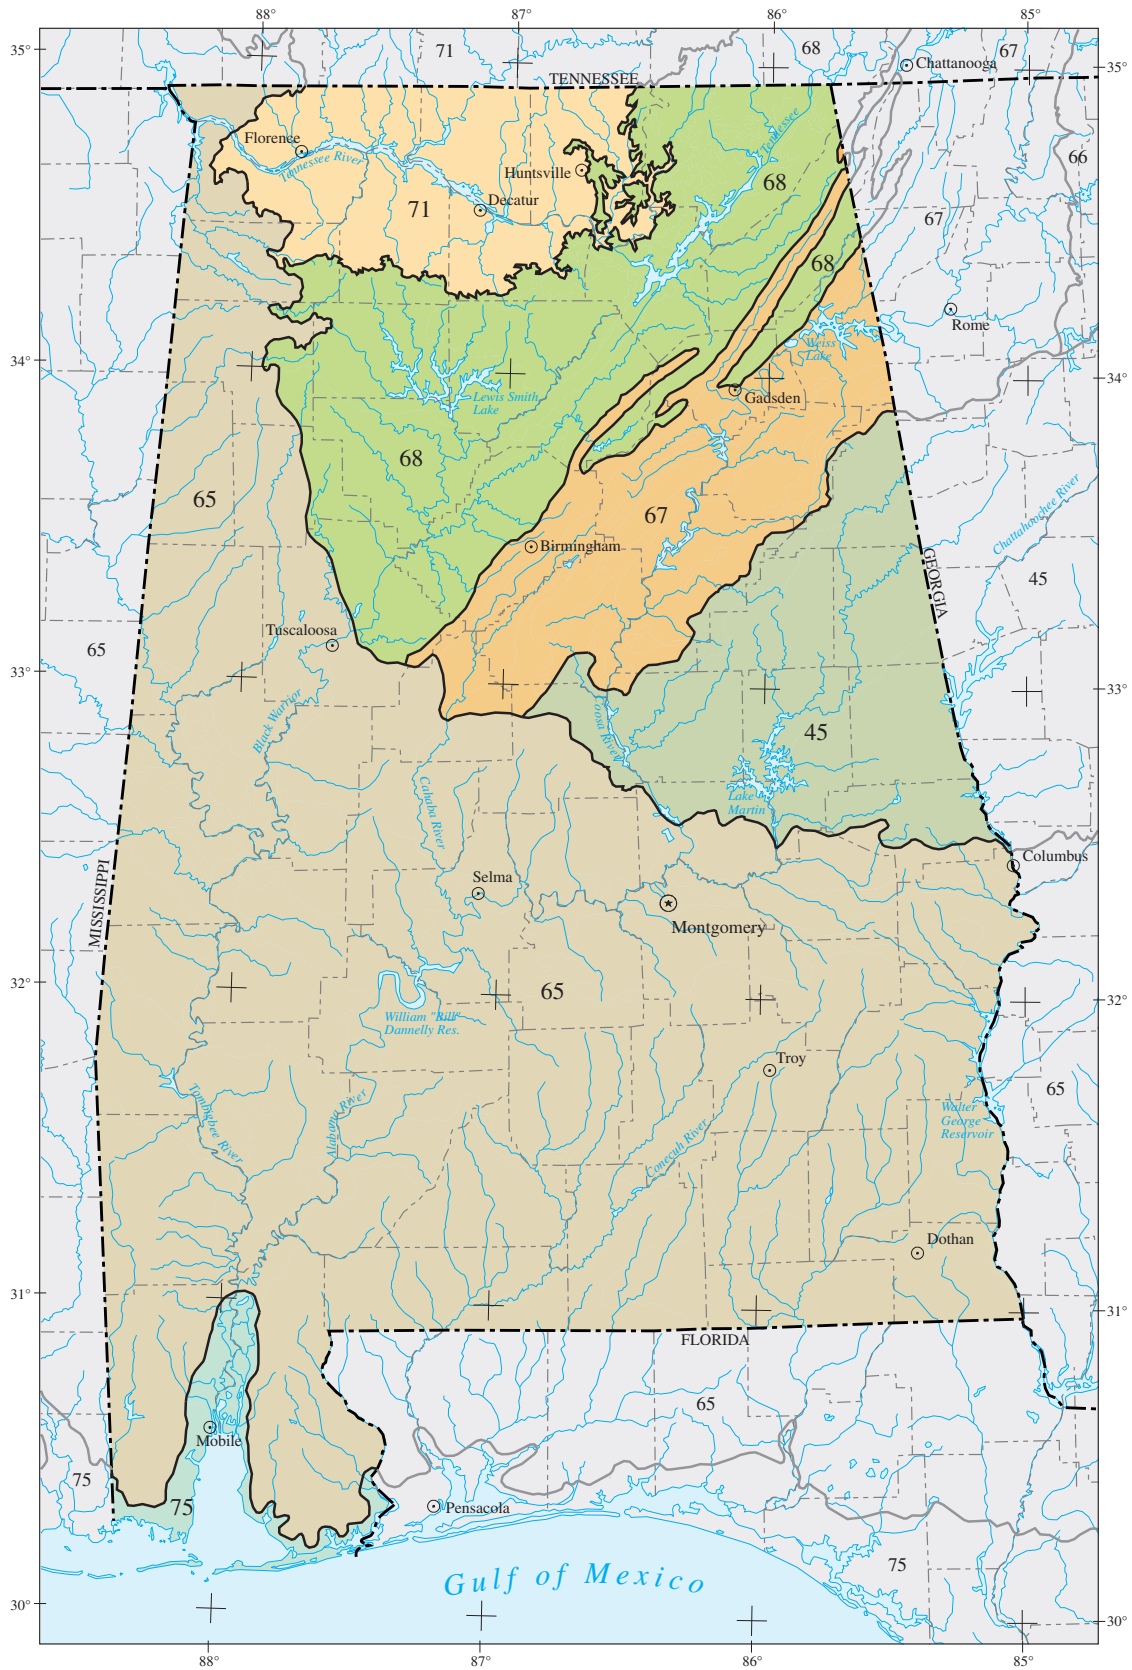 88°
87°
86°
85°
35°
71
68
67
35°
Chattanooga
TENNESSEE
Tennessee
Florence
Tennessee River
Huntsville
66
68
71
Decatur
67
68
Rome
Weiss
Lake
34°
34°
Lewis Smith
Lake
Gadsden
68
65
67
Chattahoochee River
Birmingham
GEORGIA
45
Tuscaloosa
65
33°
33°
Black Warrior
Coosa River
45
Cahaba River
Lake
Martin
MISSISSIPPI
Columbus
Selma
Montgomery
32°
65
32°
William "Bill"
Dannelly Res.
Troy
65
Tombigbee River
Alabama River
Walter
George
Reservoir
Conecuh River
Dothan
31°
31°
FLORIDA
65
Mobile
75
75
Pensacola
75
Gulf of Mexico
30°
30°
88°
87°
86°
85°